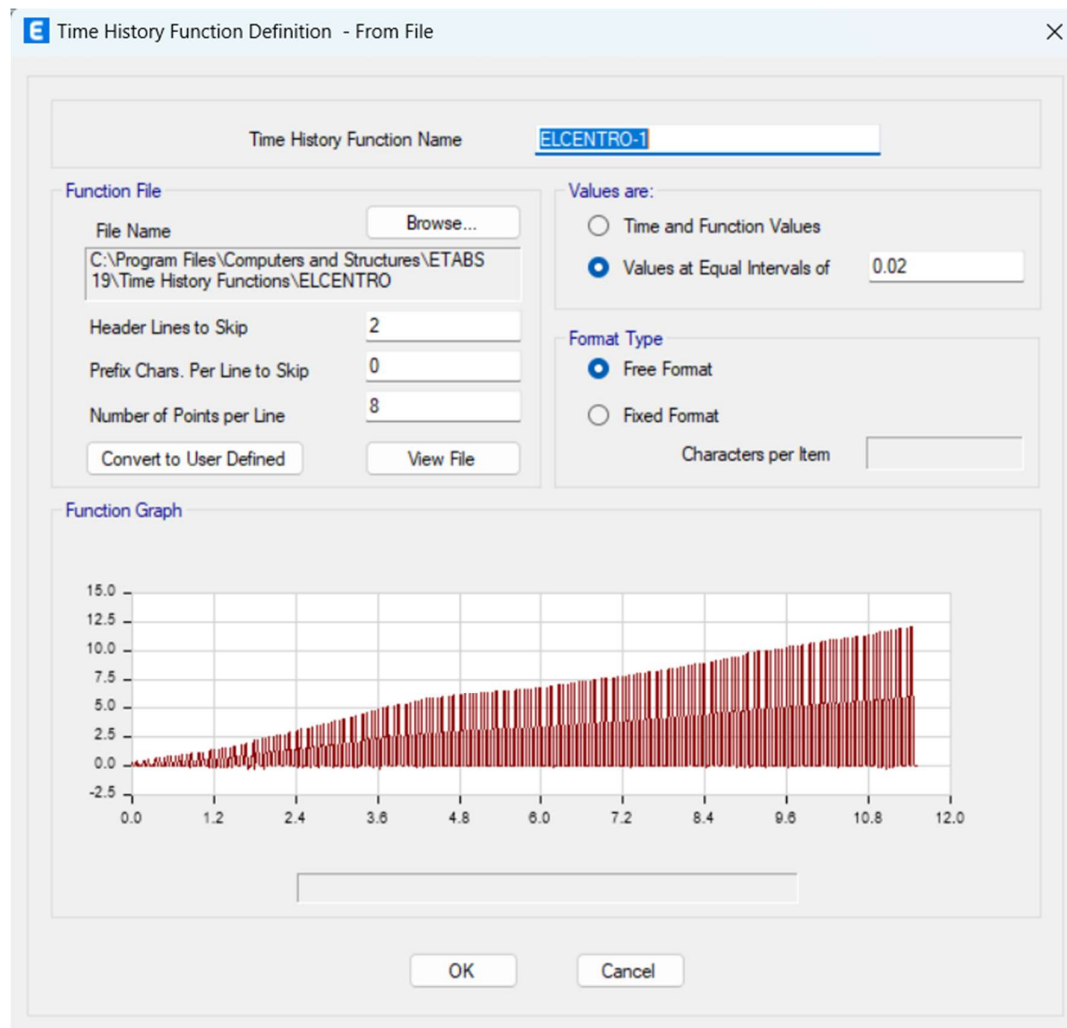 E Time History Function Definition - From File
Time History Function Name ELCENTRO-1
Function File
File Name Browse...
C:\Program Files\Computers and Structures\ETABS
19\Time History Functions\ELCENTRO
Header Lines to Skip 2
Prefix Chars. Per Line to Skip 0
Number of Points per Line 8
Convert to User Defined View File
Values are:
Time and Function Values
Values at Equal Intervals of 0.02
Format Type
Free Format
Fixed Format
Characters per Item
Function Graph
15.0
12.5
10.0
7.5
5.0
2.5
0.0
-2.5
0.0 1.2 2.4 3.6 4.8 6.0 7.2 8.4 9.6 10.8 12.0
OK Cancel